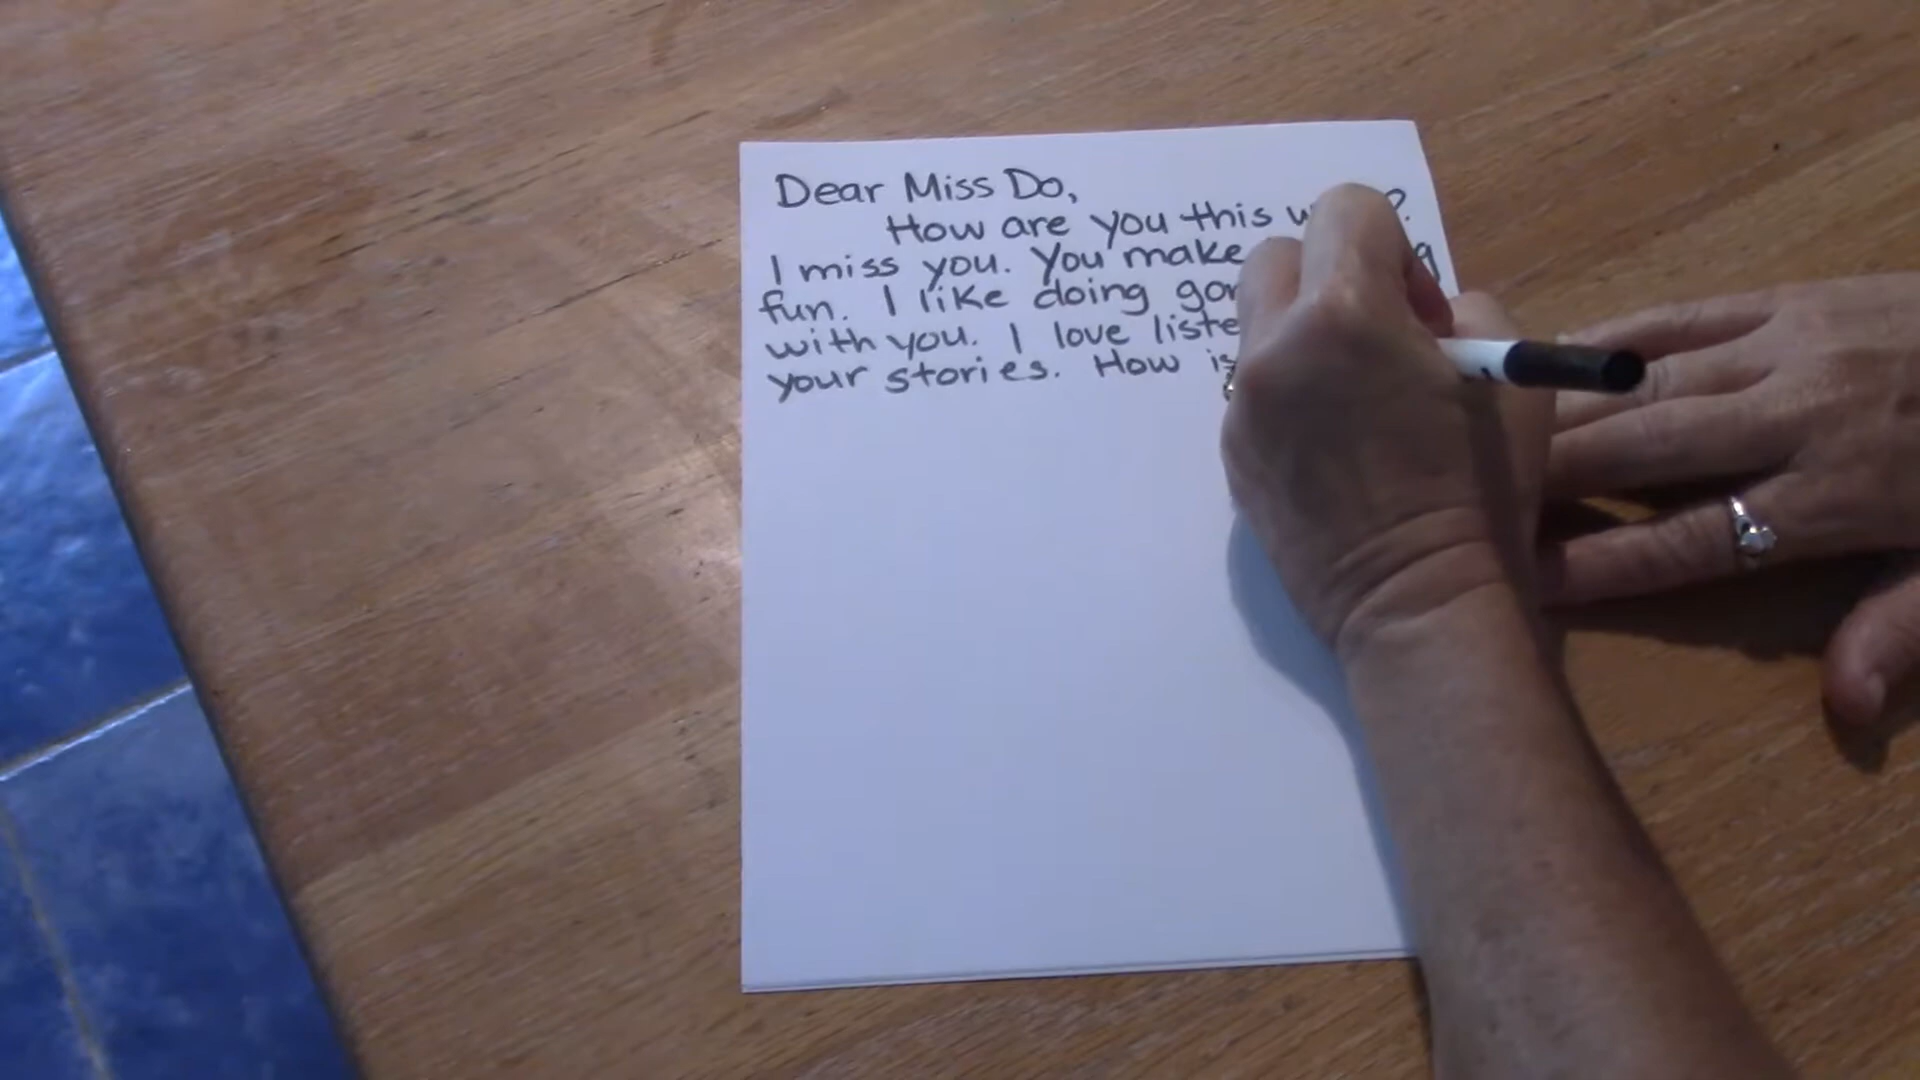 Dear Miss Do,
How are you this
I miss you. You make
fun. I like doing
with you. I love
your stories. How is